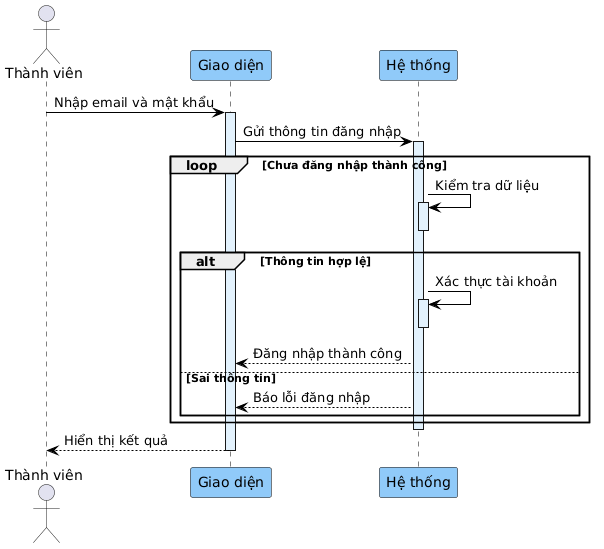 Thành viên
Giao diện
Hệ thống
Nhập email và mật khẩu
Gửi thông tin đăng nhập
loop
[Chưa đăng nhập thành công]
Kiểm tra dữ liệu
alt
[Thông tin hợp lệ]
Xác thực tài khoản
Đăng nhập thành công
[Sai thông tin]
Báo lỗi đăng nhập
Hiển thị kết quả
Thành viên
Giao diện
Hệ thống